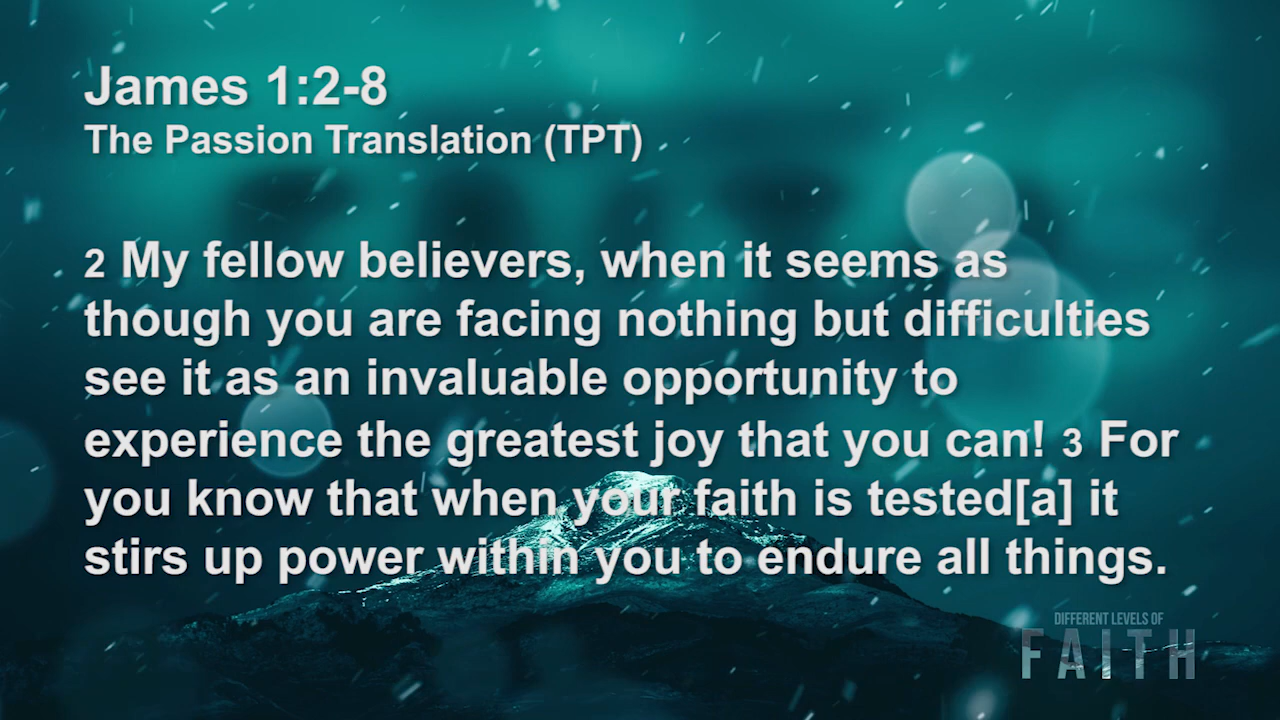 James 1:2-8
The Passion Translation (TPT)
2 My fellow believers, when it seems as
though you are facing nothing but difficulties
see it as an invaluable opportunity to
experience the greatest joy that you can! 3 For
you know that when your faith is tested[a] it
stirs up power within you to endure all things.
DIFFERENT LEVELS OF
FAITH